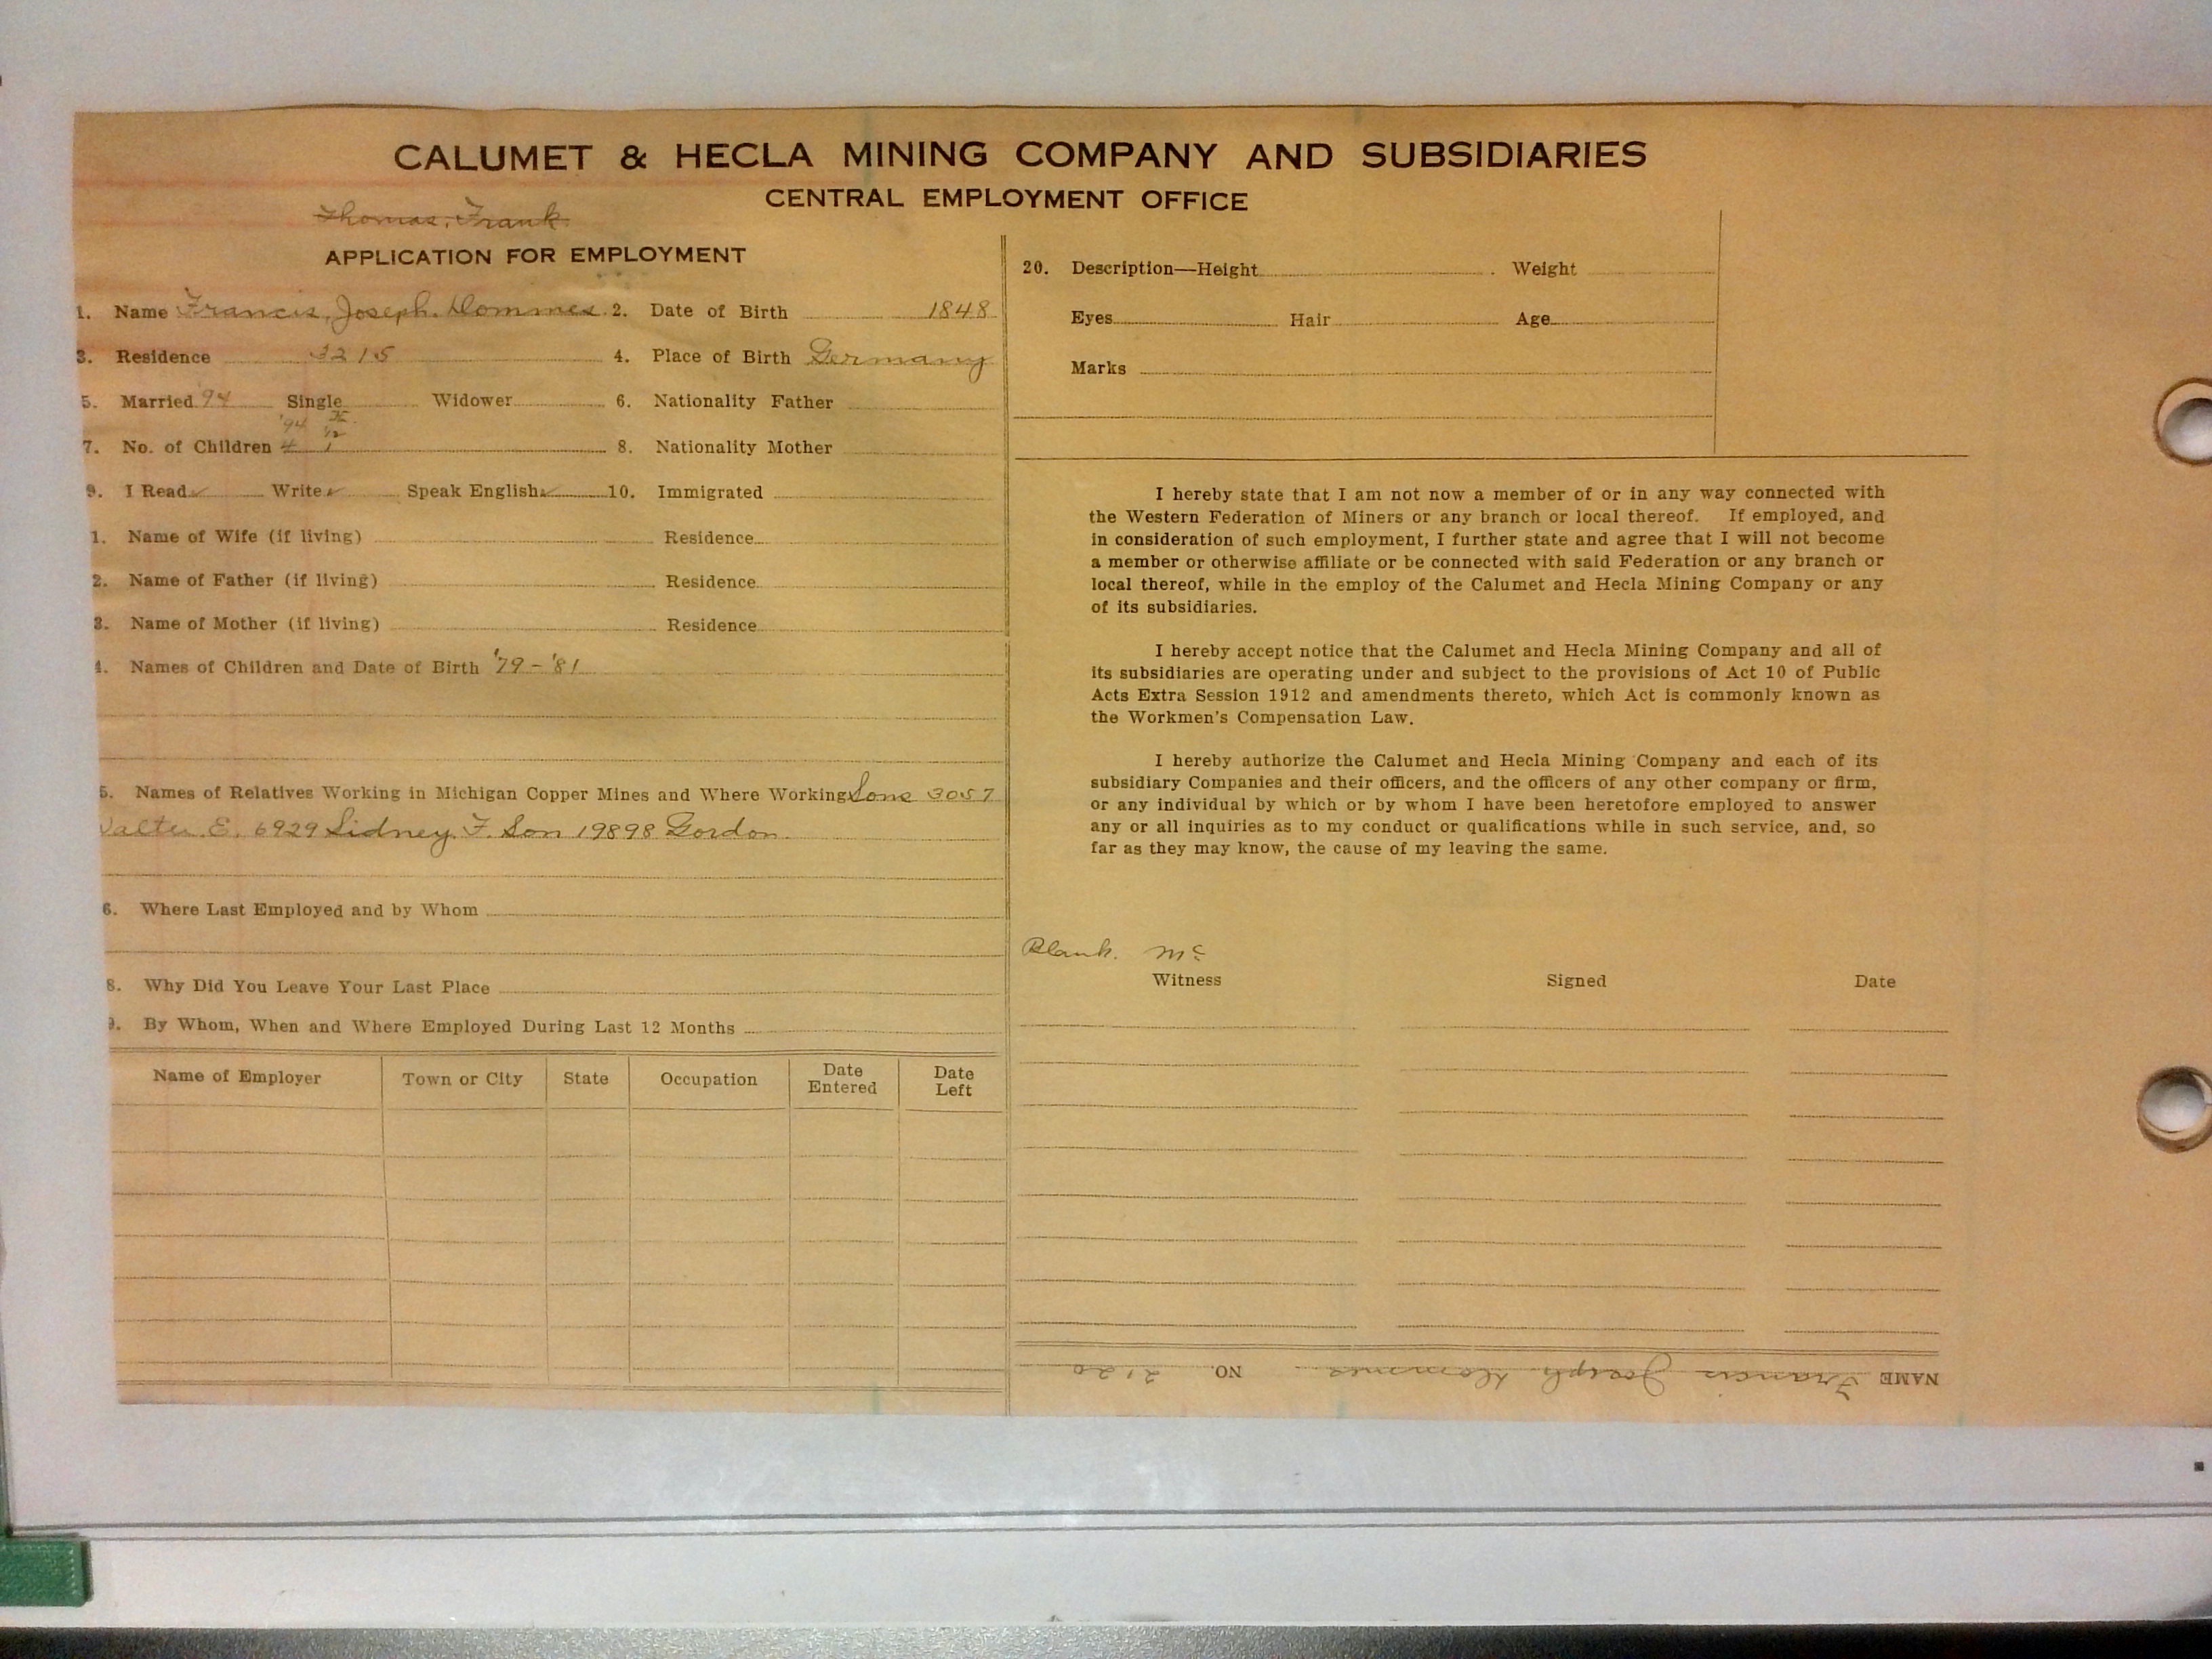 CALUMET & HECLA MINING COMPANY AND SUBSIDIARIES
CENTRAL EMPLOYMENT OFFICE
Thomas, Frank
APPLICATION FOR EMPLOYMENT
1. Name Francis, Joseph. Dommes 2. Date of Birth 1848
3. Residence 3215 4. Place of Birth Germany
5. Married '94 Single Widower 6. Nationality Father
'94
7. No. of Children 4 1 8. Nationality Mother
9. I Read ✓ Write ✓ Speak English ✓ 10. Immigrated
1. Name of Wife (if living) Residence
2. Name of Father (if living) Residence
3. Name of Mother (if living) Residence
4. Names of Children and Date of Birth '79 - '81
5. Names of Relatives Working in Michigan Copper Mines and Where Working Sons 3057
Walter E. 6929 Sidney F. Son 19898 Gordon
6. Where Last Employed and by Whom
8. Why Did You Leave Your Last Place
9. By Whom, When and Where Employed During Last 12 Months
Name of Employer Town or City State Occupation Date Entered Date Left
20. Description—Height Weight
Eyes Hair Age
Marks
I hereby state that I am not now a member of or in any way connected with
the Western Federation of Miners or any branch or local thereof. If employed, and
in consideration of such employment, I further state and agree that I will not become
a member or otherwise affiliate or be connected with said Federation or any branch or
local thereof, while in the employ of the Calumet and Hecla Mining Company or any
of its subsidiaries.
I hereby accept notice that the Calumet and Hecla Mining Company and all of
its subsidiaries are operating under and subject to the provisions of Act 10 of Public
Acts Extra Session 1912 and amendments thereto, which Act is commonly known as
the Workmen's Compensation Law.
I hereby authorize the Calumet and Hecla Mining Company and each of its
subsidiary Companies and their officers, and the officers of any other company or firm,
or any individual by which or by whom I have been heretofore employed to answer
any or all inquiries as to my conduct or qualifications while in such service, and, so
far as they may know, the cause of my leaving the same.
Blank. Mc
Witness Signed Date
NAME Francis Joseph Dommes NO. 2120